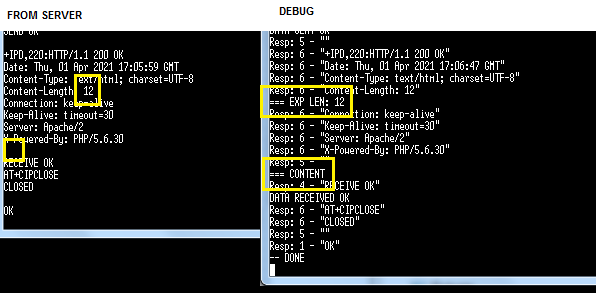 FROM SERVER
SEND OK
+IPD,220:HTTP/1.1 200 OK
Date: Thu, 01 Apr 2021 17:05:59 GMT
Content-Type: text/html; charset=UTF-8
Content-Length: 12
Connection: keep-alive
Keep-Alive: timeout=30
Server: Apache/2
X-Powered-By: PHP/5.6.30
RECEIVE OK
AT+CIPCLOSE
CLOSED
OK
DEBUG
DATA SENT OK
Resp: 5 - ""
Resp: 6 - "+IPD,220:HTTP/1.1 200 OK"
Resp: 6 - "Date: Thu, 01 Apr 2021 17:06:47 GMT"
Resp: 6 - "Content-Type: text/html; charset=UTF-8"
Resp: 6 - "Content-Length: 12"
=== EXP LEN: 12
Resp: 6 - "Connection: keep-alive"
Resp: 6 - "Keep-Alive: timeout=30"
Resp: 6 - "Server: Apache/2"
Resp: 6 - "X-Powered-By: PHP/5.6.30"
Resp: 5 - ""
=== CONTENT
Resp: 4 - "RECEIVE OK"
DATA RECEIVED OK
Resp: 6 - "AT+CIPCLOSE"
Resp: 6 - "CLOSED"
Resp: 5 - ""
Resp: 1 - "OK"
-- DONE